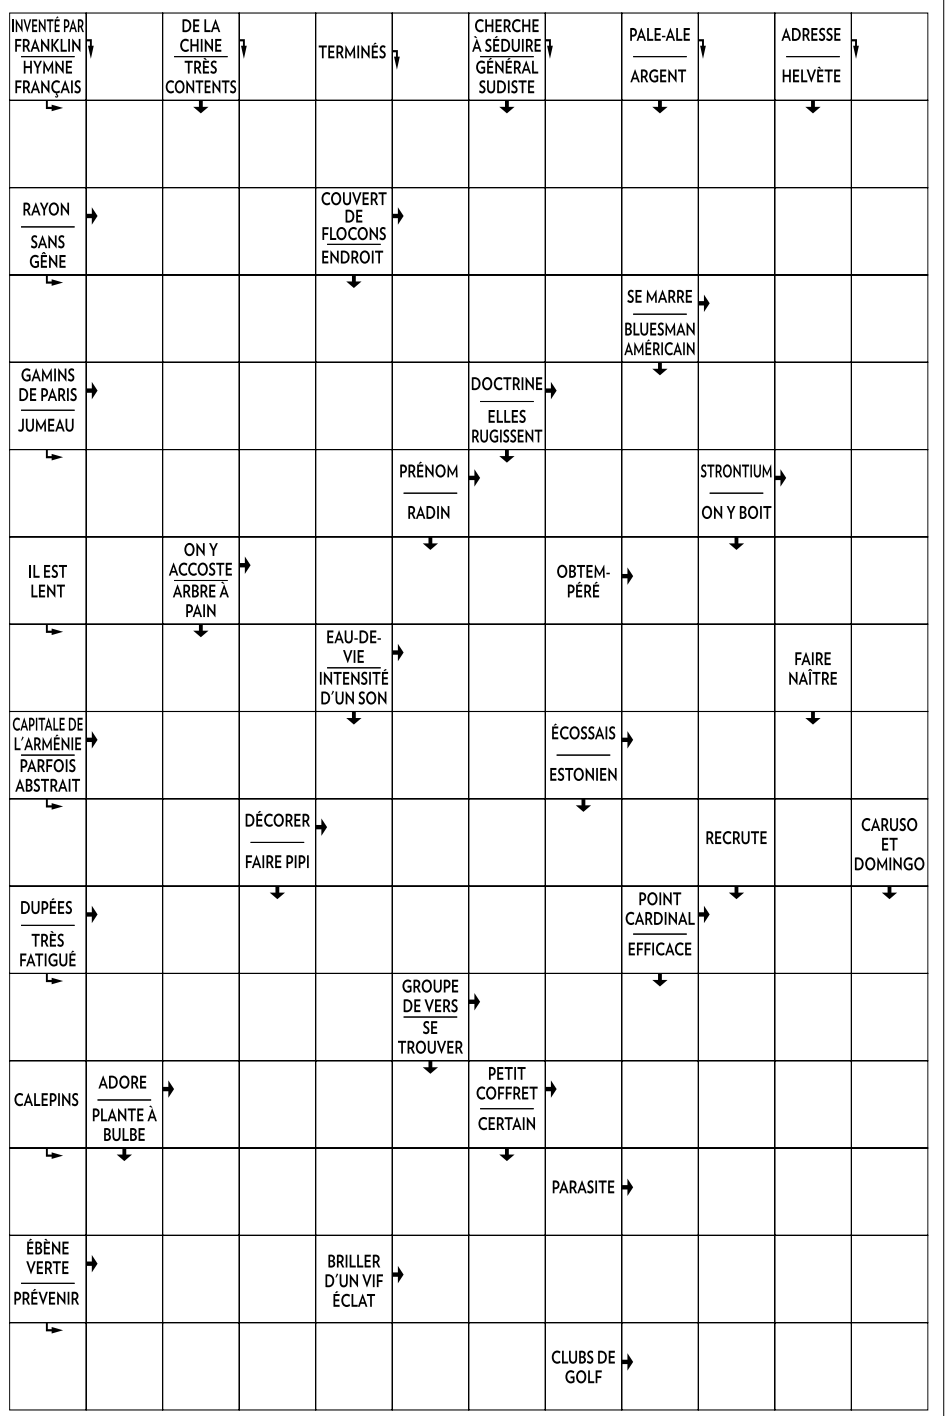 INVENTÉ PAR
FRANKLIN
HYMNE
FRANÇAIS
DE LA
CHINE
TRÈS
CONTENTS
TERMINÉS
CHERCHE
À SÉDUIRE
GÉNÉRAL
SUDISTE
PALE-ALE
ARGENT
ADRESSE
HELVÈTE
RAYON
SANS
GÊNE
COUVERT
DE
FLOCONS
ENDROIT
SE MARRE
BLUESMAN
AMÉRICAIN
GAMINS
DE PARIS
JUMEAU
DOCTRINE
ELLES
RUGISSENT
PRÉNOM
RADIN
STRONTIUM
ON Y BOIT
IL EST
LENT
ON Y
ACCOSTE
ARBRE À
PAIN
OBTEM-
PÉRÉ
EAU-DE-
VIE
INTENSITÉ
D'UN SON
FAIRE
NAÎTRE
CAPITALE DE
L'ARMÉNIE
PARFOIS
ABSTRAIT
ÉCOSSAIS
ESTONIEN
DÉCORER
FAIRE PIPI
RECRUTE
CARUSO
ET
DOMINGO
DUPÉES
TRÈS
FATIGUÉ
POINT
CARDINAL
EFFICACE
GROUPE
DE VERS
SE
TROUVER
CALEPINS
ADORE
PLANTE À
BULBE
PETIT
COFFRET
CERTAIN
PARASITE
ÉBÈNE
VERTE
PRÉVENIR
BRILLER
D'UN VIF
ÉCLAT
CLUBS DE
GOLF